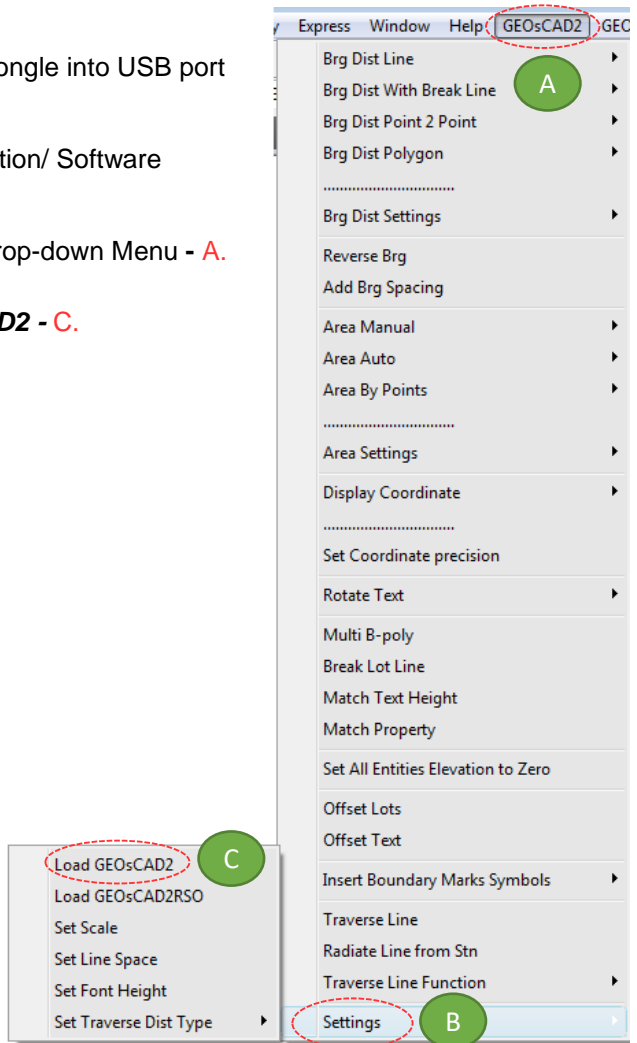 ongle into USB port
tion/ Software
rop-down Menu - A.
D2 - C.
y Express Window Help GEOsCAD2 GEO
A
Brg Dist Line
Brg Dist With Break Line
Brg Dist Point 2 Point
Brg Dist Polygon
.................................
Brg Dist Settings
Reverse Brg
Add Brg Spacing
Area Manual
Area Auto
Area By Points
.................................
Area Settings
Display Coordinate
.................................
Set Coordinate precision
Rotate Text
Multi B-poly
Break Lot Line
Match Text Height
Match Property
Set All Entities Elevation to Zero
Offset Lots
Offset Text
Insert Boundary Marks Symbols
Traverse Line
Radiate Line from Stn
Traverse Line Function
Settings B
Load GEOsCAD2 C
Load GEOsCAD2RSO
Set Scale
Set Line Space
Set Font Height
Set Traverse Dist Type